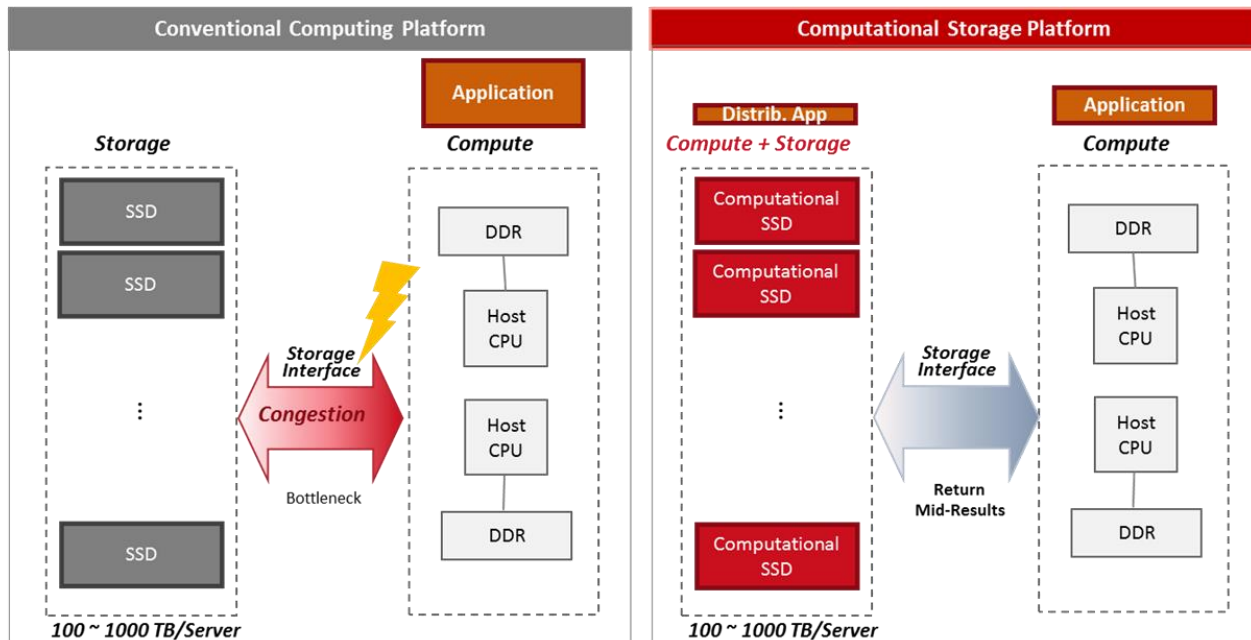 Conventional Computing Platform
Application
Storage
Compute
SSD
SSD
DDR
Host
CPU
Storage
Interface
Congestion
Bottleneck
⋮
Host
CPU
SSD
DDR
100 ~ 1000 TB/Server
Computational Storage Platform
Distrib. App
Application
Compute + Storage
Compute
Computational
SSD
Computational
SSD
DDR
Host
CPU
Storage
Interface
⋮
Host
CPU
Return
Mid-Results
Computational
SSD
DDR
100 ~ 1000 TB/Server